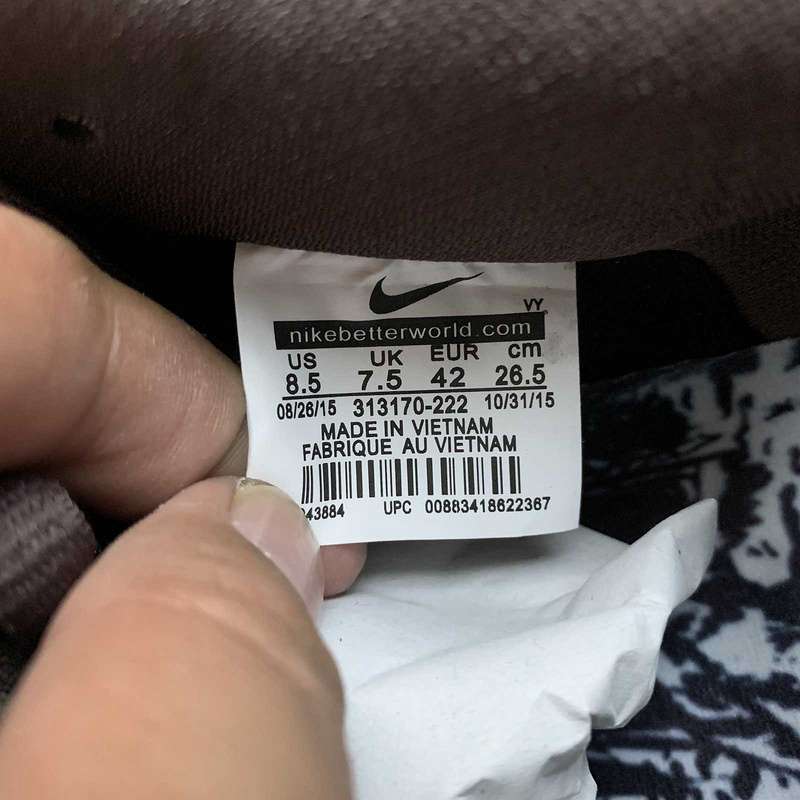 VY
nikebetterworld.com
US UK EUR cm
8.5 7.5 42 26.5
08/26/15 313170-222 10/31/15
MADE IN VIETNAM
FABRIQUE AU VIETNAM
43884 UPC 00883418622367